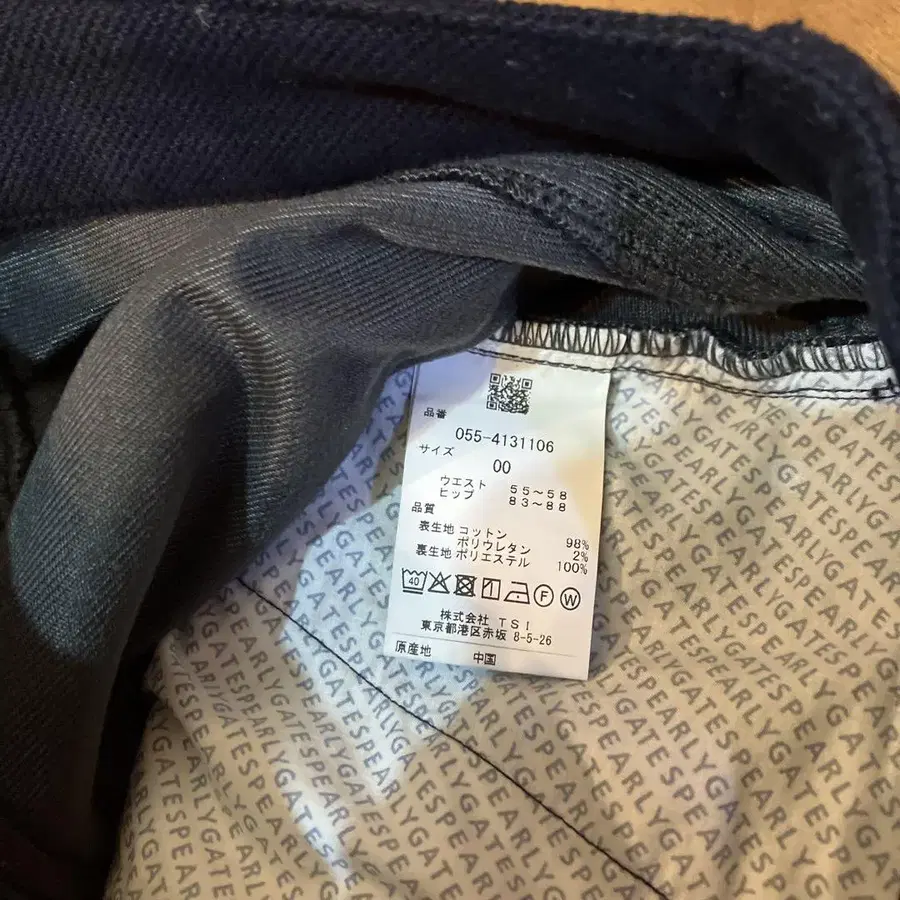 品番
055-4131106
サイズ
00
ウエスト 55～58
ヒップ 83～88
品質
表生地 コットン 98%
ポリウレタン 2%
裏生地 ポリエステル 100%
40 F W
株式会社 TSI
東京都港区赤坂 8-5-26
原産地 中国
PEARLYGATES